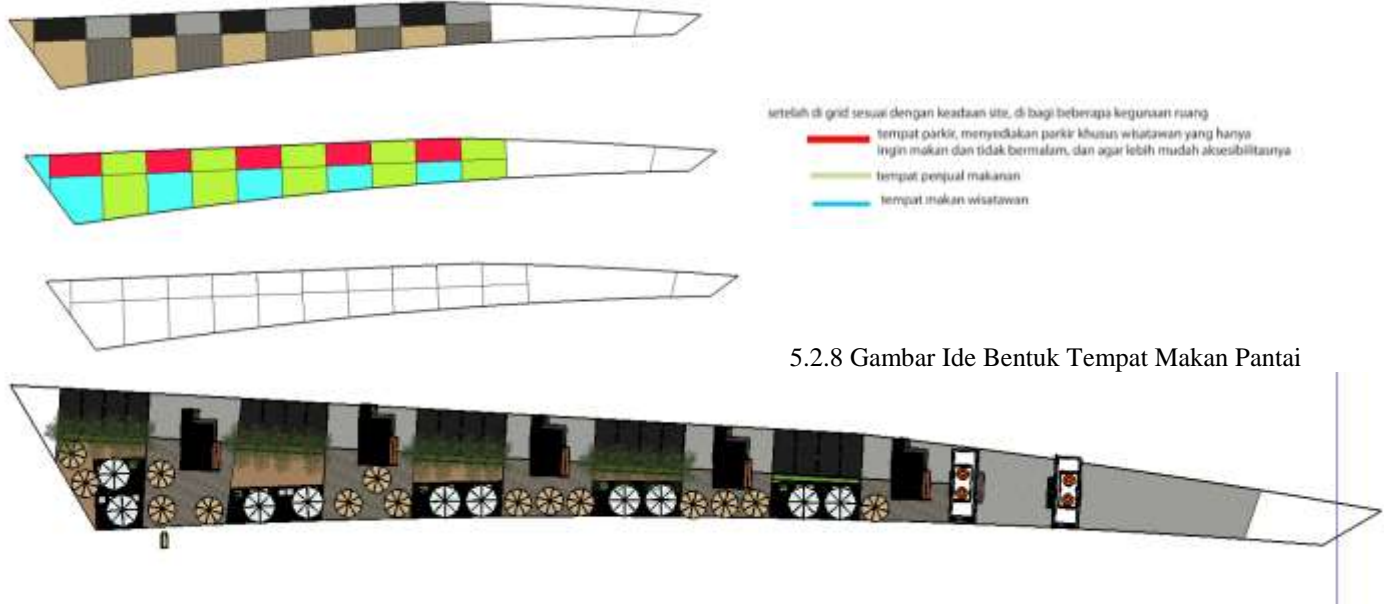 setelah di grid sesuai dengan keadaan site, di bagi beberapa kegunaan ruang
tempat parkir, menyediakan parkir khusus wisatawan yang hanya
ingin makan dan tidak bermalam, dan agar lebih mudah aksesibilitasnya
tempat penjual makanan
tempat makan wisatawan
5.2.8 Gambar Ide Bentuk Tempat Makan Pantai